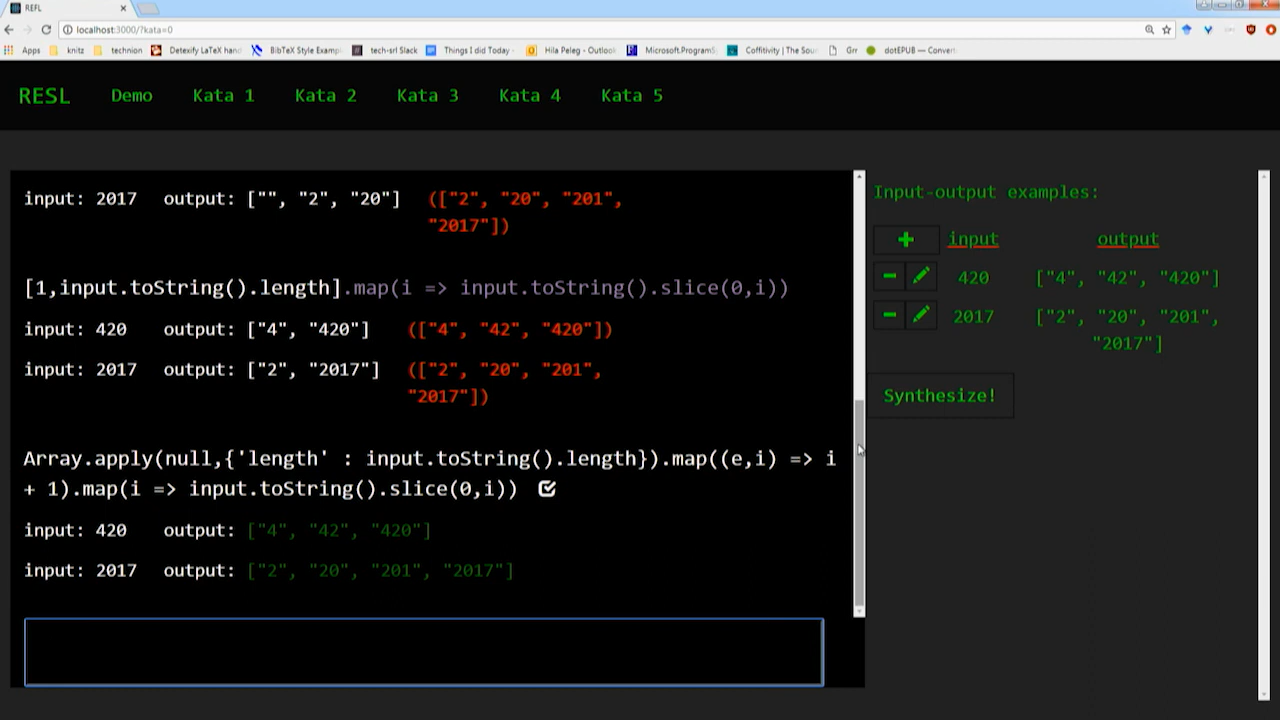 REFL
localhost:3000/?kata=0
Apps knitz technion Detexify LaTeX hand BibTeX Style Exampl tech-srl Slack Things I did Today - Hila Peleg - Outlook Microsoft.ProgramS Coffitivity | The Sou Grr dotEPUB — Convert
RESL Demo Kata 1 Kata 2 Kata 3 Kata 4 Kata 5
input: 2017 output: ["", "2", "20"] (["2", "20", "201",
"2017"])
[1,input.toString().length].map(i => input.toString().slice(0,i))
input: 420 output: ["4", "420"] (["4", "42", "420"])
input: 2017 output: ["2", "2017"] (["2", "20", "201",
"2017"])
Array.apply(null,{'length' : input.toString().length}).map((e,i) => i
+ 1).map(i => input.toString().slice(0,i))
input: 420 output: ["4", "42", "420"]
input: 2017 output: ["2", "20", "201", "2017"]
Input-output examples:
+ input output
− 420 ["4", "42", "420"]
− 2017 ["2", "20", "201",
"2017"]
Synthesize!